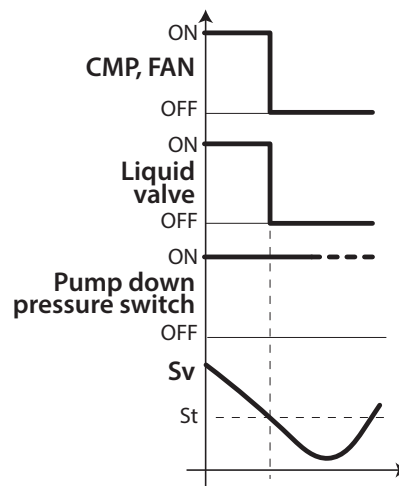 ON
CMP, FAN
OFF
ON
Liquid
valve
OFF
ON
Pump down
pressure switch
OFF
Sv
St